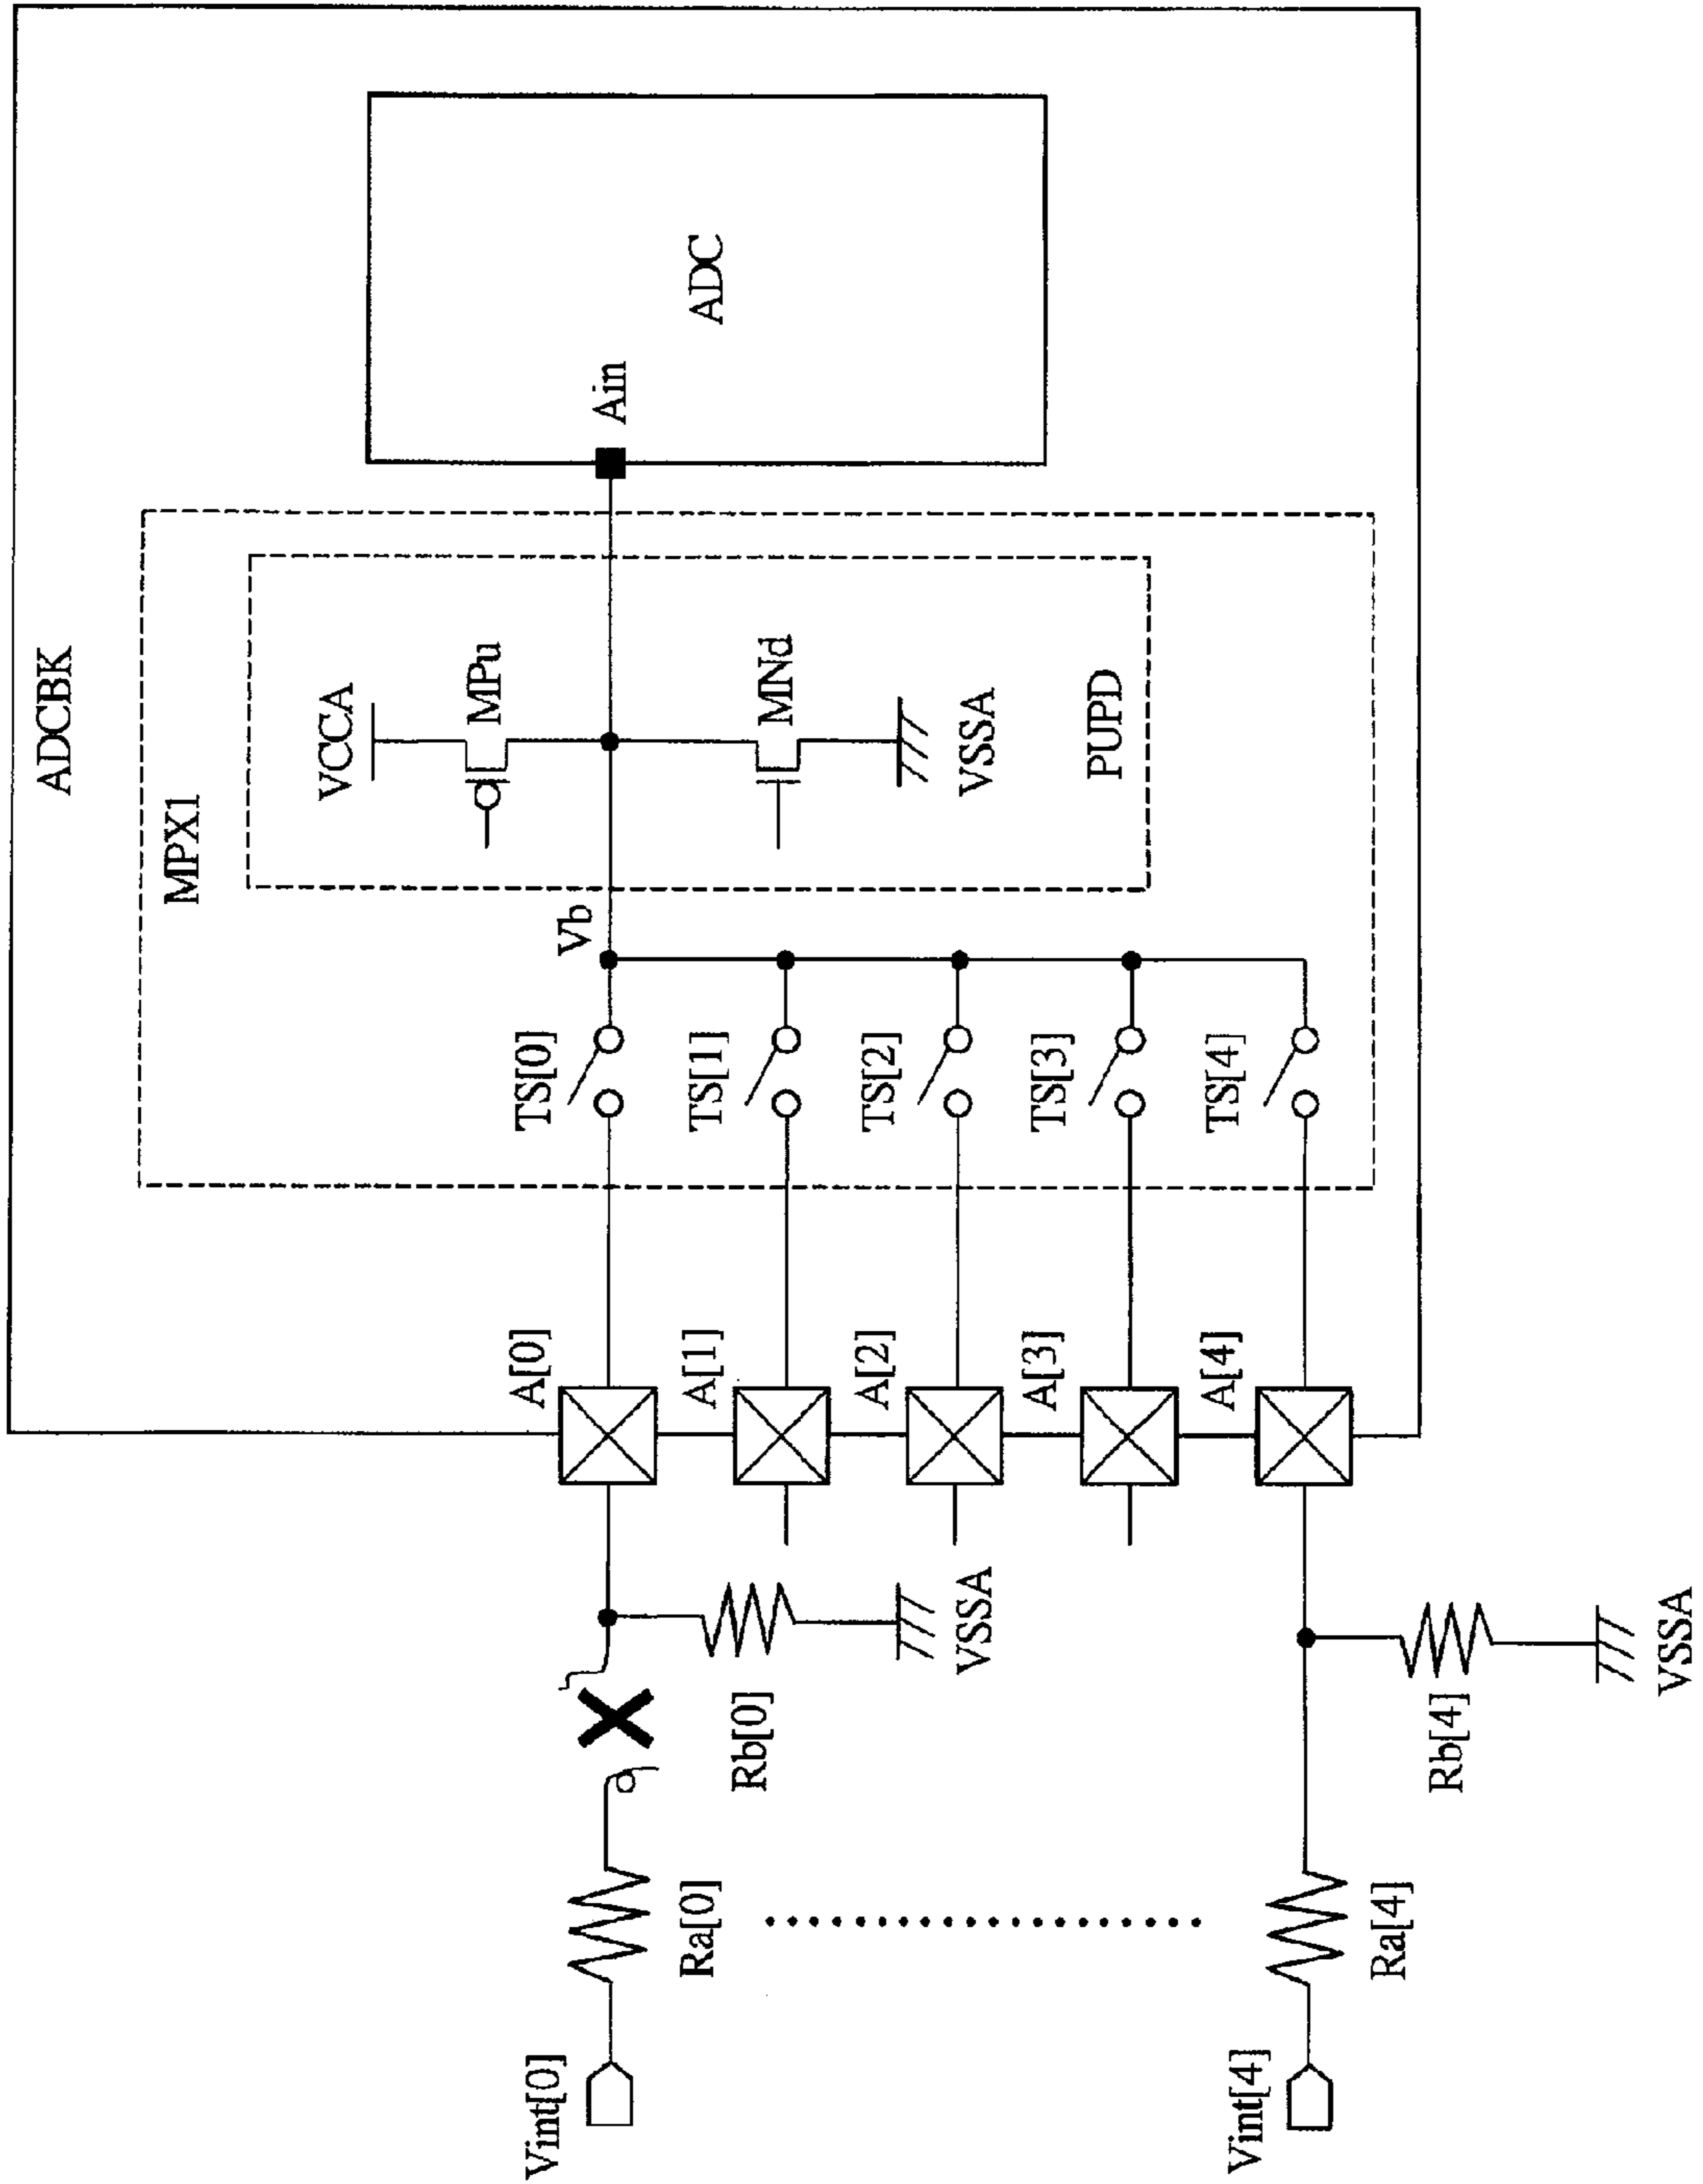 ADCBK
MPX1
VCCA
MPu
MNd
VSSA
PUPD
Vb
Ain
ADC
TS[0]
TS[1]
TS[2]
TS[3]
TS[4]
A[0]
A[1]
A[2]
A[3]
A[4]
Vint[0]
Ra[0]
Rb[0]
VSSA
Vint[4]
Ra[4]
Rb[4]
VSSA